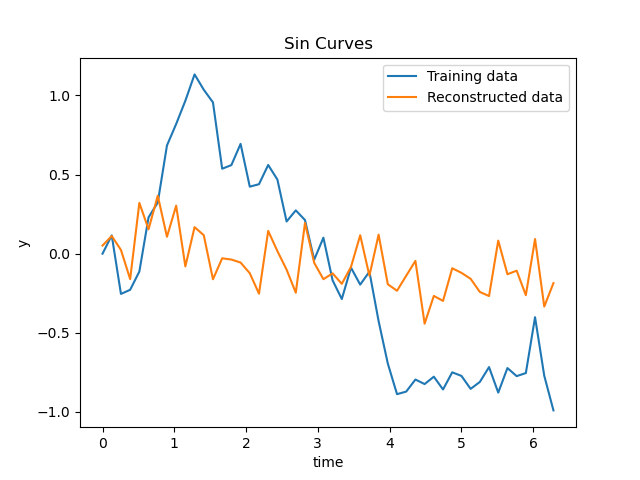 Sin Curves
Training data
Reconstructed data
1.0
0.5
0.0
−0.5
−1.0
y
0 1 2 3 4 5 6
time